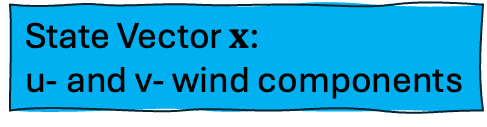 State Vector x:
u- and v- wind components